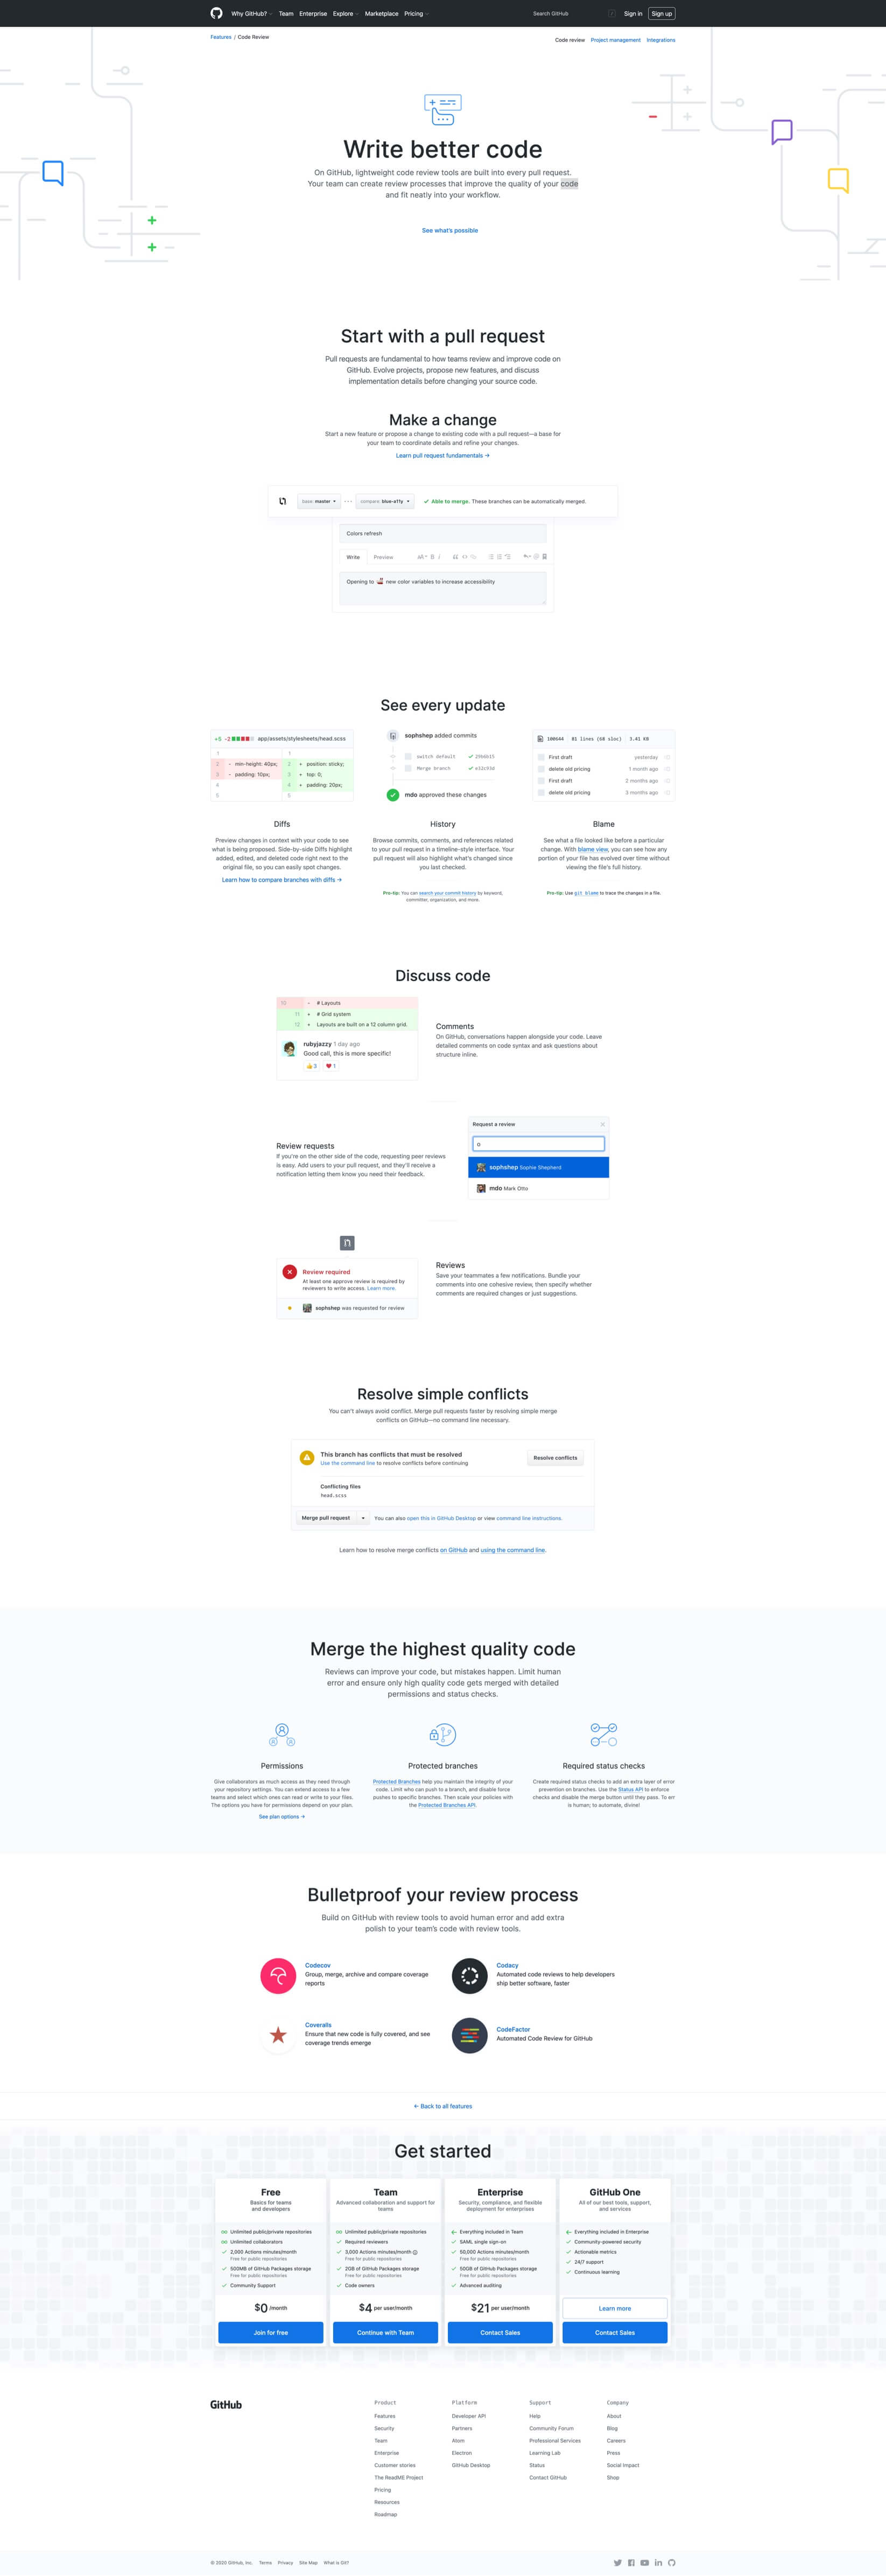 Why GitHub? Team Enterprise Explore Marketplace Pricing
Search GitHub
/
Sign in Sign up
Features / Code Review
Code review Project management Integrations
Write better code
On GitHub, lightweight code review tools are built into every pull request.
Your team can create review processes that improve the quality of your code
and fit neatly into your workflow.
See what's possible
Start with a pull request
Pull requests are fundamental to how teams review and improve code on
GitHub. Evolve projects, propose new features, and discuss
implementation details before changing your source code.
Make a change
Start a new feature or propose a change to existing code with a pull request—a base for
your team to coordinate details and refine your changes.
Learn pull request fundamentals →
base: master ··· compare: blue-a11y ✓ Able to merge. These branches can be automatically merged.
Colors refresh
Write Preview
Opening to 🎨 new color variables to increase accessibility
See every update
+5 -2 app/assets/stylesheets/head.scss
1 1
2 - min-height: 40px; 2 + position: sticky;
3 - padding: 10px; 3 + top: 0;
4 4 + padding: 20px;
5 5
Diffs
Preview changes in context with your code to see
what is being proposed. Side-by-side Diffs highlight
added, edited, and deleted code right next to the
original file, so you can easily spot changes.
Learn how to compare branches with diffs →
sophshep added commits
switch default ✓ 29b6b15
Merge branch
mdo approved these changes
History
Browse commits, comments, and references related
to your pull request in a timeline-style interface. Your
pull request will also highlight what's changed since
you last checked.
Pro-tip: You can search your commit history by keyword,
committer, organization, and more.
100644 81 lines (68 sloc) 3.41 KB
First draft yesterday
delete old pricing 1 month ago
First draft 2 months ago
delete old pricing 3 months ago
Blame
See what a file looked like before a particular
change. With blame view, you can see how any
portion of your file has evolved over time without
viewing the file's full history.
Pro-tip: Use git blame to trace the changes in a file.
Discuss code
10 - # Layouts
11 + # Grid system
12 + Layouts are built on a 12 column grid.
rubyjazzy 1 day ago
Good call, this is more specific!
👍 3 ❤️ 1
Comments
On GitHub, conversations happen alongside your code. Leave
detailed comments on code syntax and ask questions about
structure inline.
Review requests
If you're on the other side of the code, requesting peer reviews
is easy. Add users to your pull request, and they'll receive a
notification letting them know you need their feedback.
Request a review
o
sophshep Sophie Shepherd
mdo Mark Otto
Review required
At least one approve review is required by
reviewers to write access. Learn more.
sophshep was requested for review
Reviews
Save your teammates a few notifications. Bundle your
comments into one cohesive review, then specify whether
comments are required changes or just suggestions.
Resolve simple conflicts
You can't always avoid conflict. Merge pull requests faster by resolving simple merge
conflicts on GitHub—no command line necessary.
This branch has conflicts that must be resolved
Use the command line to resolve conflicts before continuing
Resolve conflicts
Conflicting files
head.scss
Merge pull request You can also open this in GitHub Desktop or view command line instructions.
Learn how to resolve merge conflicts on GitHub and using the command line.
Merge the highest quality code
Reviews can improve your code, but mistakes happen. Limit human
error and ensure only high quality code gets merged with detailed
permissions and status checks.
Permissions
Give collaborators as much access as they need through
your repository settings. You can extend access to a few
teams and select which ones can read or write to your files.
The options you have for permissions depend on your plan.
See plan options →
Protected branches
Protected Branches help you maintain the integrity of your
code. Limit who can push to a branch, and disable force
pushes to specific branches. Then scale your policies with
the Protected Branches API.
Required status checks
Create required status checks to add an extra layer of error
prevention on branches. Use the Status API to enforce
checks and disable the merge button until they pass. To err
is human; to automate, divine!
Bulletproof your review process
Build on GitHub with review tools to avoid human error and add extra
polish to your team's code with review tools.
Codecov
Group, merge, archive and compare coverage
reports
Codacy
Automated code reviews to help developers
ship better software, faster
Coveralls
Ensure that new code is fully covered, and see
coverage trends emerge
CodeFactor
Automated Code Review for GitHub
← Back to all features
Get started
Free
Basics for teams
and developers
Unlimited public/private repositories
Unlimited collaborators
2,000 Actions minutes/month
Free for public repositories
500MB of GitHub Packages storage
Free for public repositories
Community Support
$0 /month
Join for free
Team
Advanced collaboration and support for
teams
Unlimited public/private repositories
Required reviewers
3,000 Actions minutes/month
Free for public repositories
2GB of GitHub Packages storage
Free for public repositories
Code owners
$4 per user/month
Continue with Team
Enterprise
Security, compliance, and flexible
deployment for enterprises
Everything included in Team
SAML single sign-on
50,000 Actions minutes/month
Free for public repositories
50GB of GitHub Packages storage
Free for public repositories
Advanced auditing
$21 per user/month
Contact Sales
GitHub One
All of our best tools, support,
and services
Everything included in Enterprise
Community-powered security
Actionable metrics
24/7 support
Continuous learning
Learn more
Contact Sales
GitHub
Product
Features
Security
Team
Enterprise
Customer stories
The ReadME Project
Pricing
Resources
Roadmap
Platform
Developer API
Partners
Atom
Electron
GitHub Desktop
Support
Help
Community Forum
Professional Services
Learning Lab
Status
Contact GitHub
Company
About
Blog
Careers
Press
Social Impact
Shop
© 2020 GitHub, Inc. Terms Privacy Site Map What is Git?